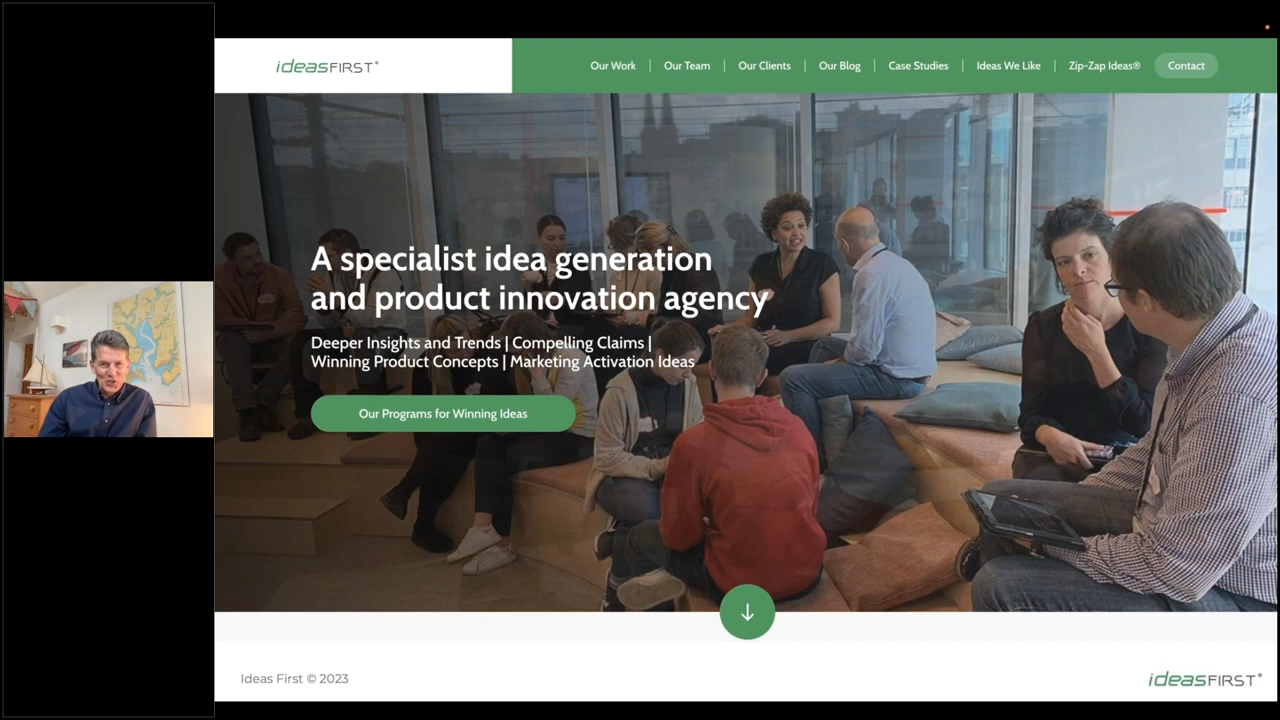 ideasFIRST®
Our Work
Our Team
Our Clients
Our Blog
Case Studies
Ideas We Like
Zip-Zap Ideas®
Contact
A specialist idea generation
and product innovation agency
Deeper Insights and Trends | Compelling Claims |
Winning Product Concepts | Marketing Activation Ideas
Our Programs for Winning Ideas
Ideas First © 2023
ideasFIRST®